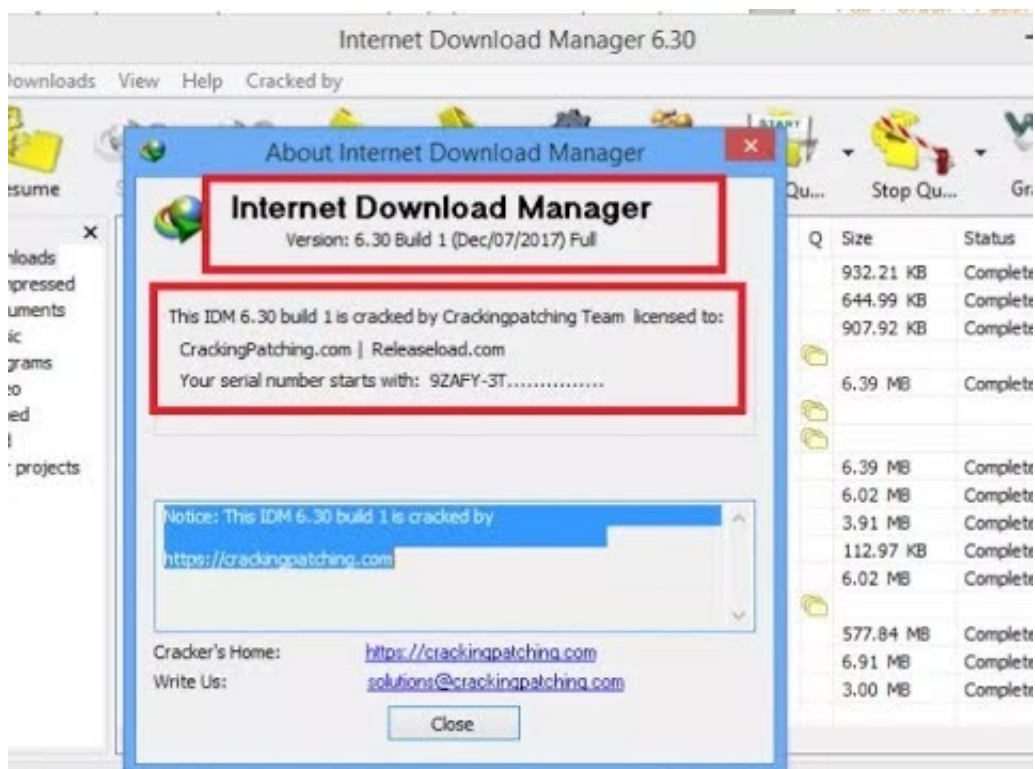 Internet Download Manager 6.30
Downloads View Help Cracked by
About Internet Download Manager
START
Stop Qu...
Internet Download Manager
Version: 6.30 Build 1 (Dec/07/2017) Full
This IDM 6.30 build 1 is cracked by Crackingpatching Team licensed to:
CrackingPatching.com | Releaseload.com
Your serial number starts with: 9ZAFY-3T...............
Notice: This IDM 6.30 build 1 is cracked by
https://crackingpatching.com
Cracker's Home: https://crackingpatching.com
Write Us: solutions@crackingpatching.com
Close
projects
Q Size Status
932.21 KB Complete
644.99 KB Complete
907.92 KB Complete
6.39 MB Complete
6.39 MB Complete
6.02 MB Complete
3.91 MB Complete
112.97 KB Complete
6.02 MB Complete
577.84 MB Complete
6.91 MB Complete
3.00 MB Complete